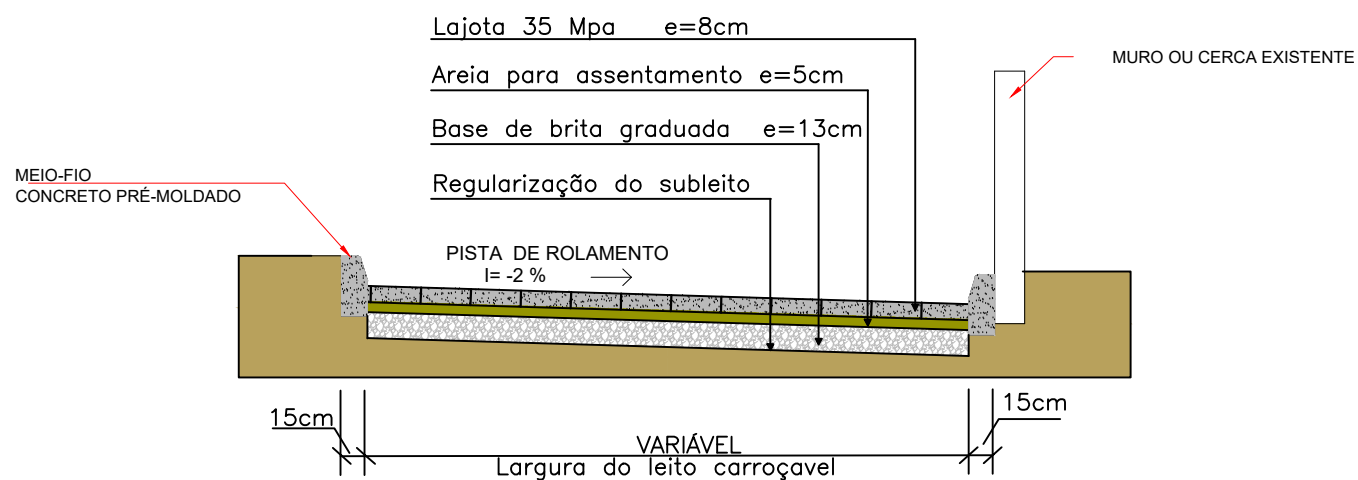 Lajota 35 Mpa e=8cm
Areia para assentamento e=5cm
Base de brita graduada e=13cm
Regularização do subleito
MURO OU CERCA EXISTENTE
MEIO-FIO
CONCRETO PRÉ-MOLDADO
PISTA DE ROLAMENTO
I= -2 %
15cm
15cm
VARIÁVEL
Largura do leito carroçavel